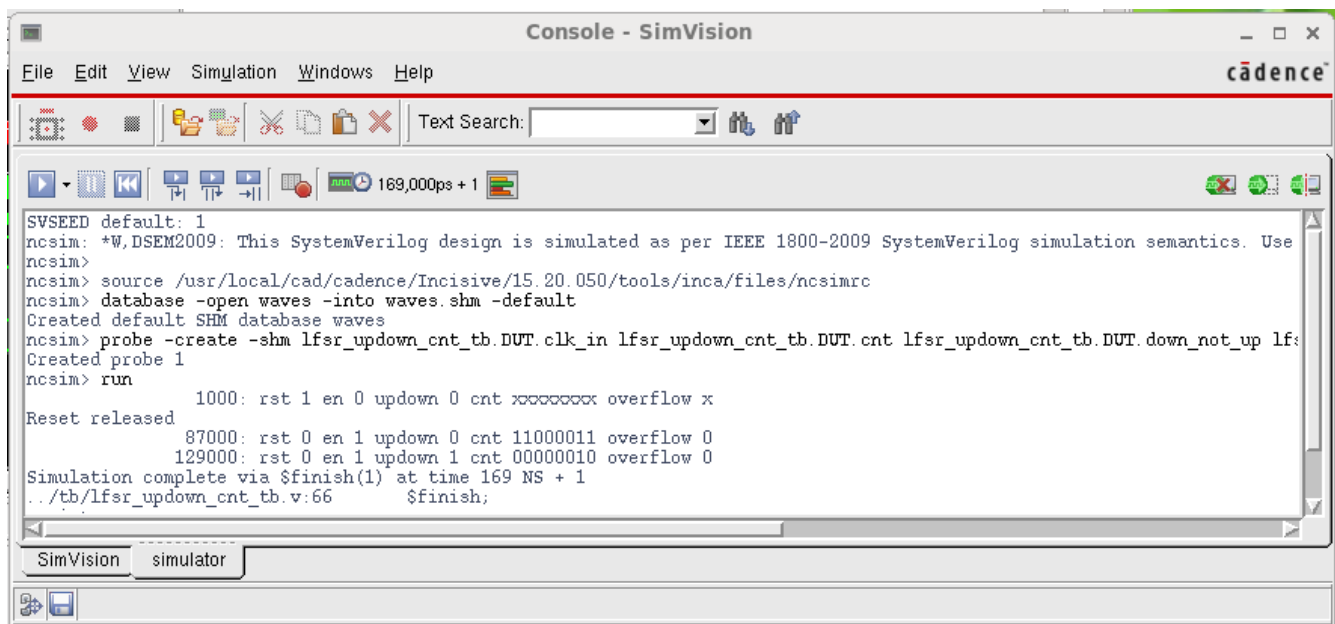 Console - SimVision
File Edit View Simulation Windows Help
cādence
Text Search:
169,000ps + 1
SVSEED default: 1
ncsim: *W,DSEM2009: This SystemVerilog design is simulated as per IEEE 1800-2009 SystemVerilog simulation semantics. Use
ncsim>
ncsim> source /usr/local/cad/cadence/Incisive/15.20.050/tools/inca/files/ncsimrc
ncsim> database -open waves -into waves.shm -default
Created default SHM database waves
ncsim> probe -create -shm lfsr_updown_cnt_tb.DUT.clk_in lfsr_updown_cnt_tb.DUT.cnt lfsr_updown_cnt_tb.DUT.down_not_up
Created probe 1
ncsim> run
1000: rst 1 en 0 updown 0 cnt xxxxxxxx overflow x
Reset released
87000: rst 0 en 1 updown 0 cnt 11000011 overflow 0
129000: rst 0 en 1 updown 1 cnt 00000010 overflow 0
Simulation complete via $finish(1) at time 169 NS + 1
../tb/lfsr_updown_cnt_tb.v:66 $finish;
SimVision simulator